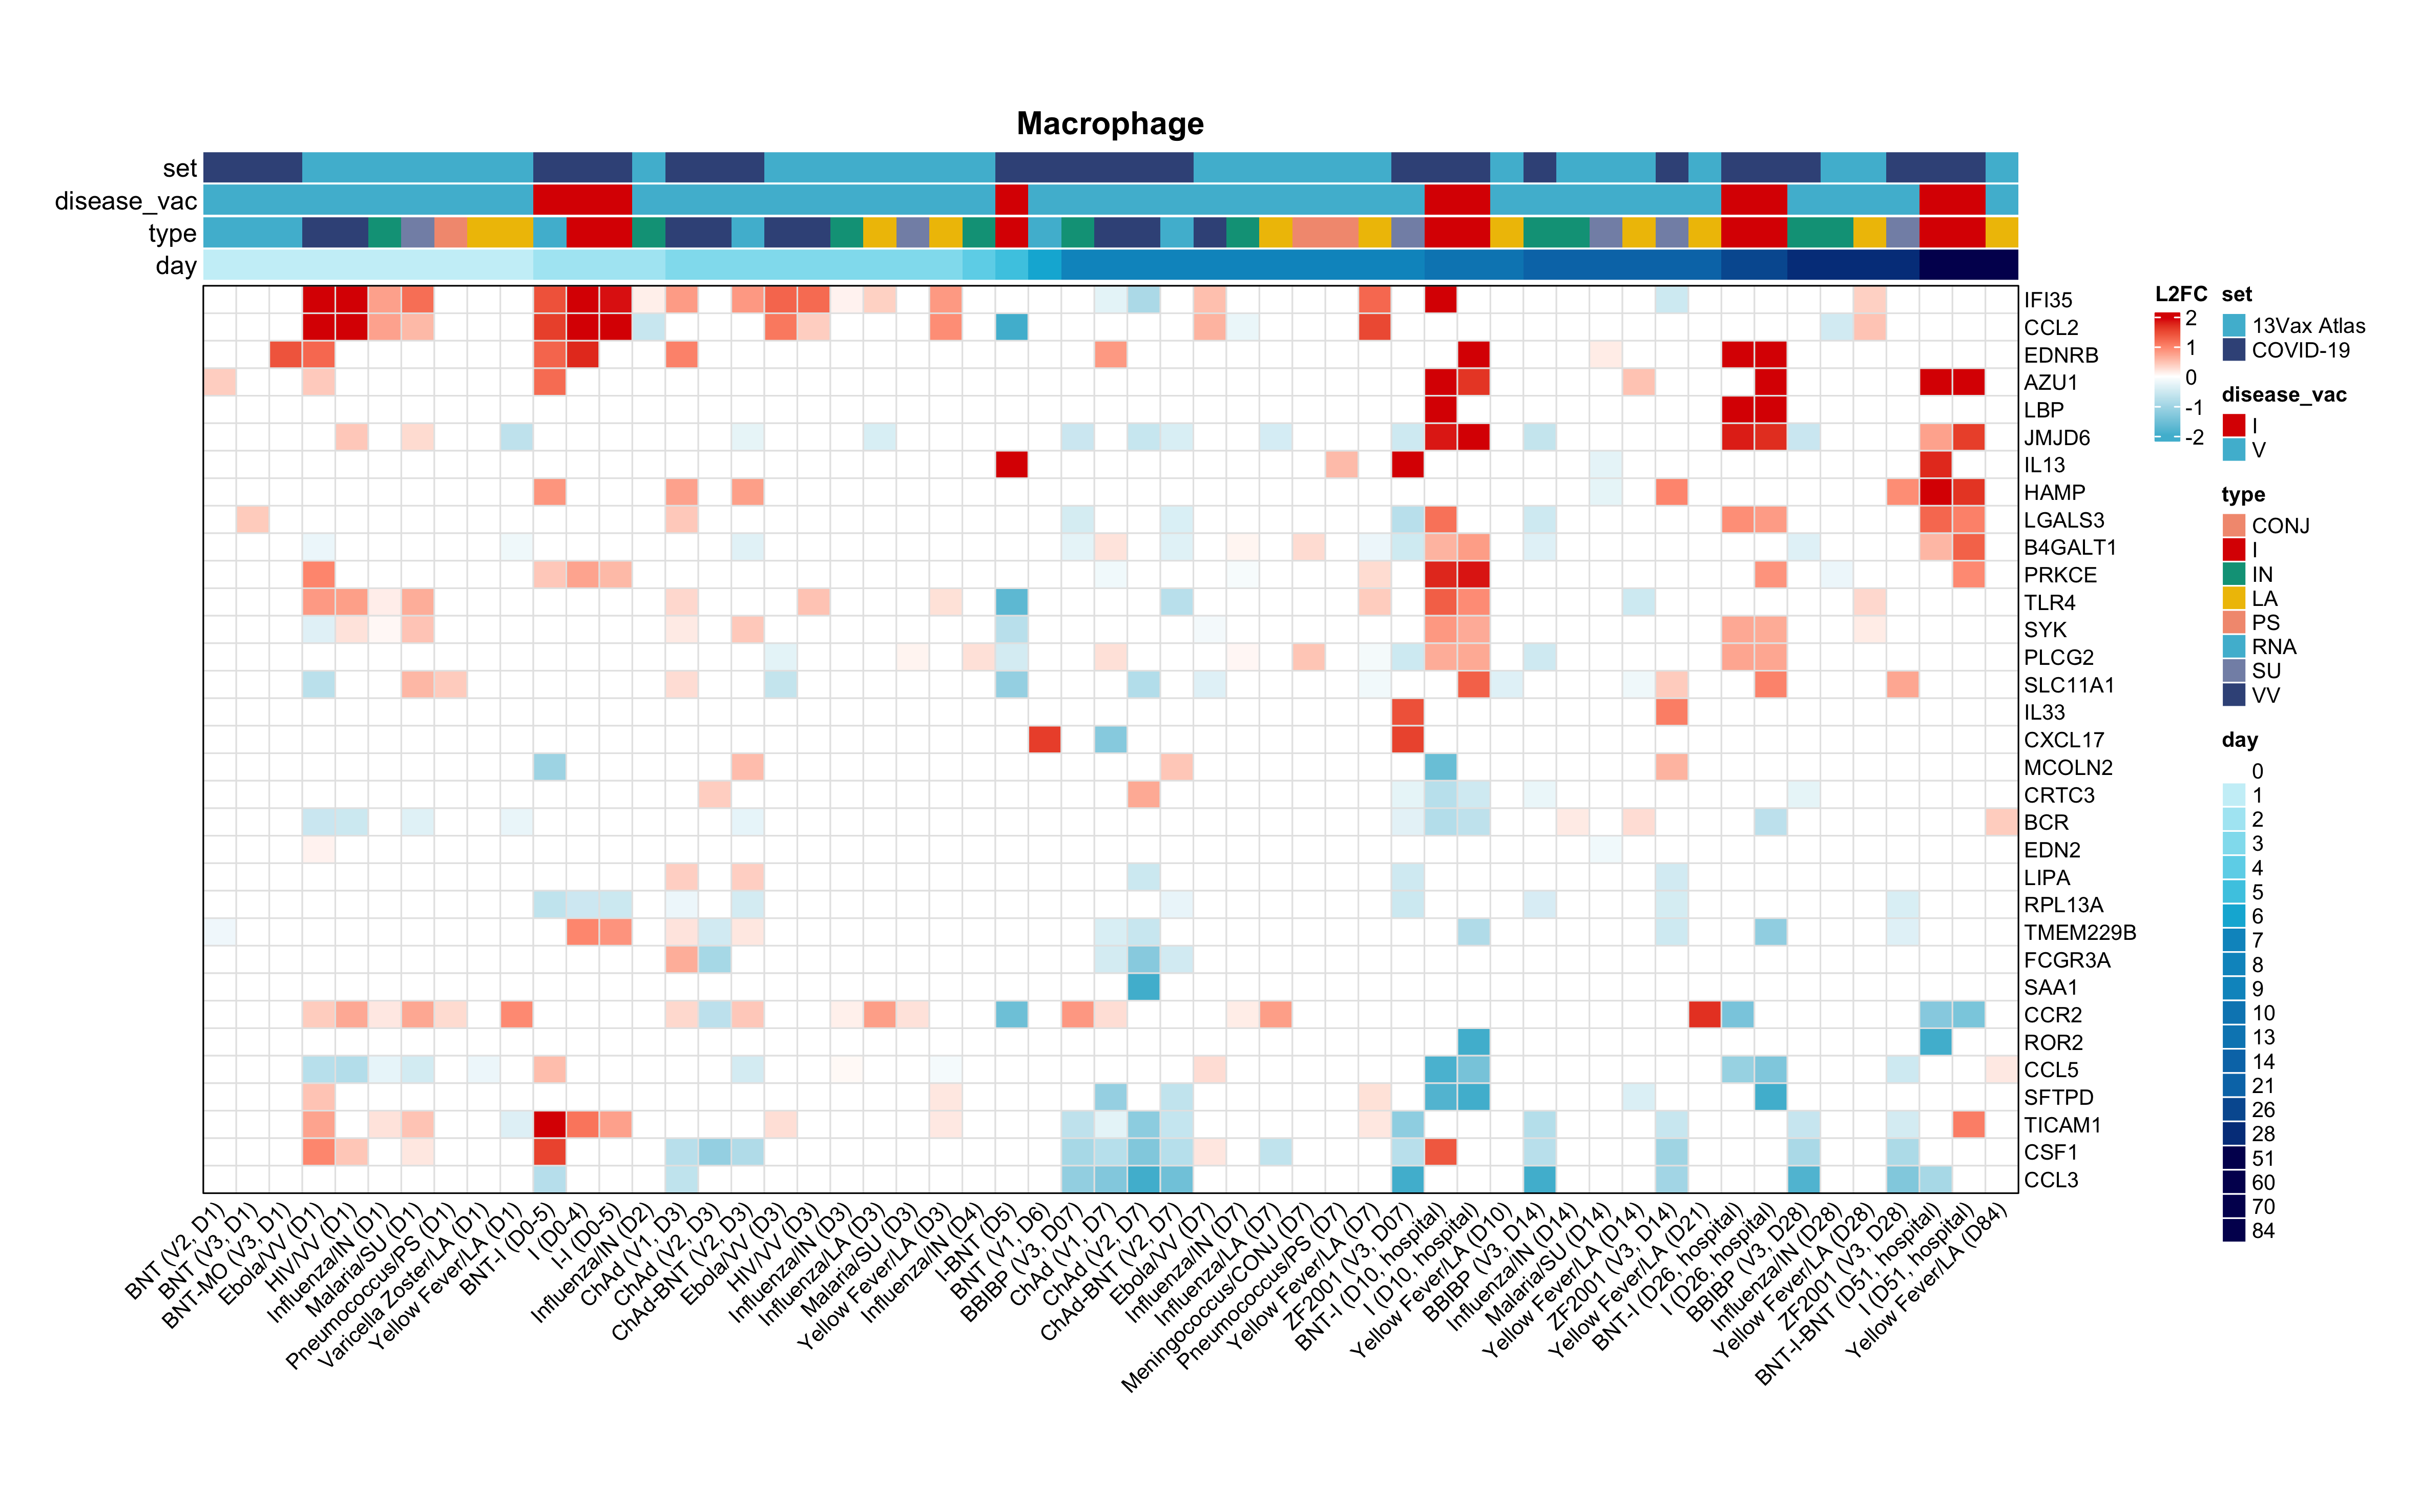 Macrophage
set
disease_vac
type
day
IFI35
CCL2
EDNRB
AZU1
LBP
JMJD6
IL13
HAMP
LGALS3
B4GALT1
PRKCE
TLR4
SYK
PLCG2
SLC11A1
IL33
CXCL17
MCOLN2
CRTC3
BCR
EDN2
LIPA
RPL13A
TMEM229B
FCGR3A
SAA1
CCR2
ROR2
CCL5
SFTPD
TICAM1
CSF1
CCL3
BNT (V2, D1)
BNT (V3, D1)
BNT-MO (V3, D1)
Ebola/VV (D1)
HIV/VV (D1)
Influenza/IN (D1)
Malaria/SU (D1)
Pneumococcus/PS (D1)
Varicella Zoster/LA (D1)
Yellow Fever/LA (D1)
BNT-I (D0-5)
I (D0-4)
I-I (D0-5)
Influenza/IN (D2)
ChAd (V1, D3)
ChAd (V2, D3)
ChAd-BNT (V2, D3)
Ebola/VV (D3)
HIV/VV (D3)
Influenza/IN (D3)
Influenza/LA (D3)
Malaria/SU (D3)
Yellow Fever/LA (D3)
Influenza/IN (D4)
I-BNT (D5)
BNT (V1, D6)
BBIBP (V3, D07)
ChAd (V1, D7)
ChAd (V2, D7)
ChAd-BNT (V2, D7)
Ebola/VV (D7)
Influenza/IN (D7)
Influenza/LA (D7)
Meningococcus/CONJ (D7)
Pneumococcus/PS (D7)
Yellow Fever/LA (D7)
ZF2001 (V3, D07)
BNT-I (D10, hospital)
I (D10, hospital)
Yellow Fever/LA (D10)
BBIBP (V3, D14)
Influenza/IN (D14)
Malaria/SU (D14)
Yellow Fever/LA (D14)
ZF2001 (V3, D14)
Yellow Fever/LA (D21)
BNT-I (D26, hospital)
I (D26, hospital)
BBIBP (V3, D28)
Influenza/IN (D28)
Yellow Fever/LA (D28)
ZF2001 (V3, D28)
BNT-I-BNT (D51, hospital)
I (D51, hospital)
Yellow Fever/LA (D84)
L2FC
2
1
0
-1
-2
set
13Vax Atlas
COVID-19
disease_vac
I
V
type
CONJ
I
IN
LA
PS
RNA
SU
VV
day
0
1
2
3
4
5
6
7
8
9
10
13
14
21
26
28
51
60
70
84